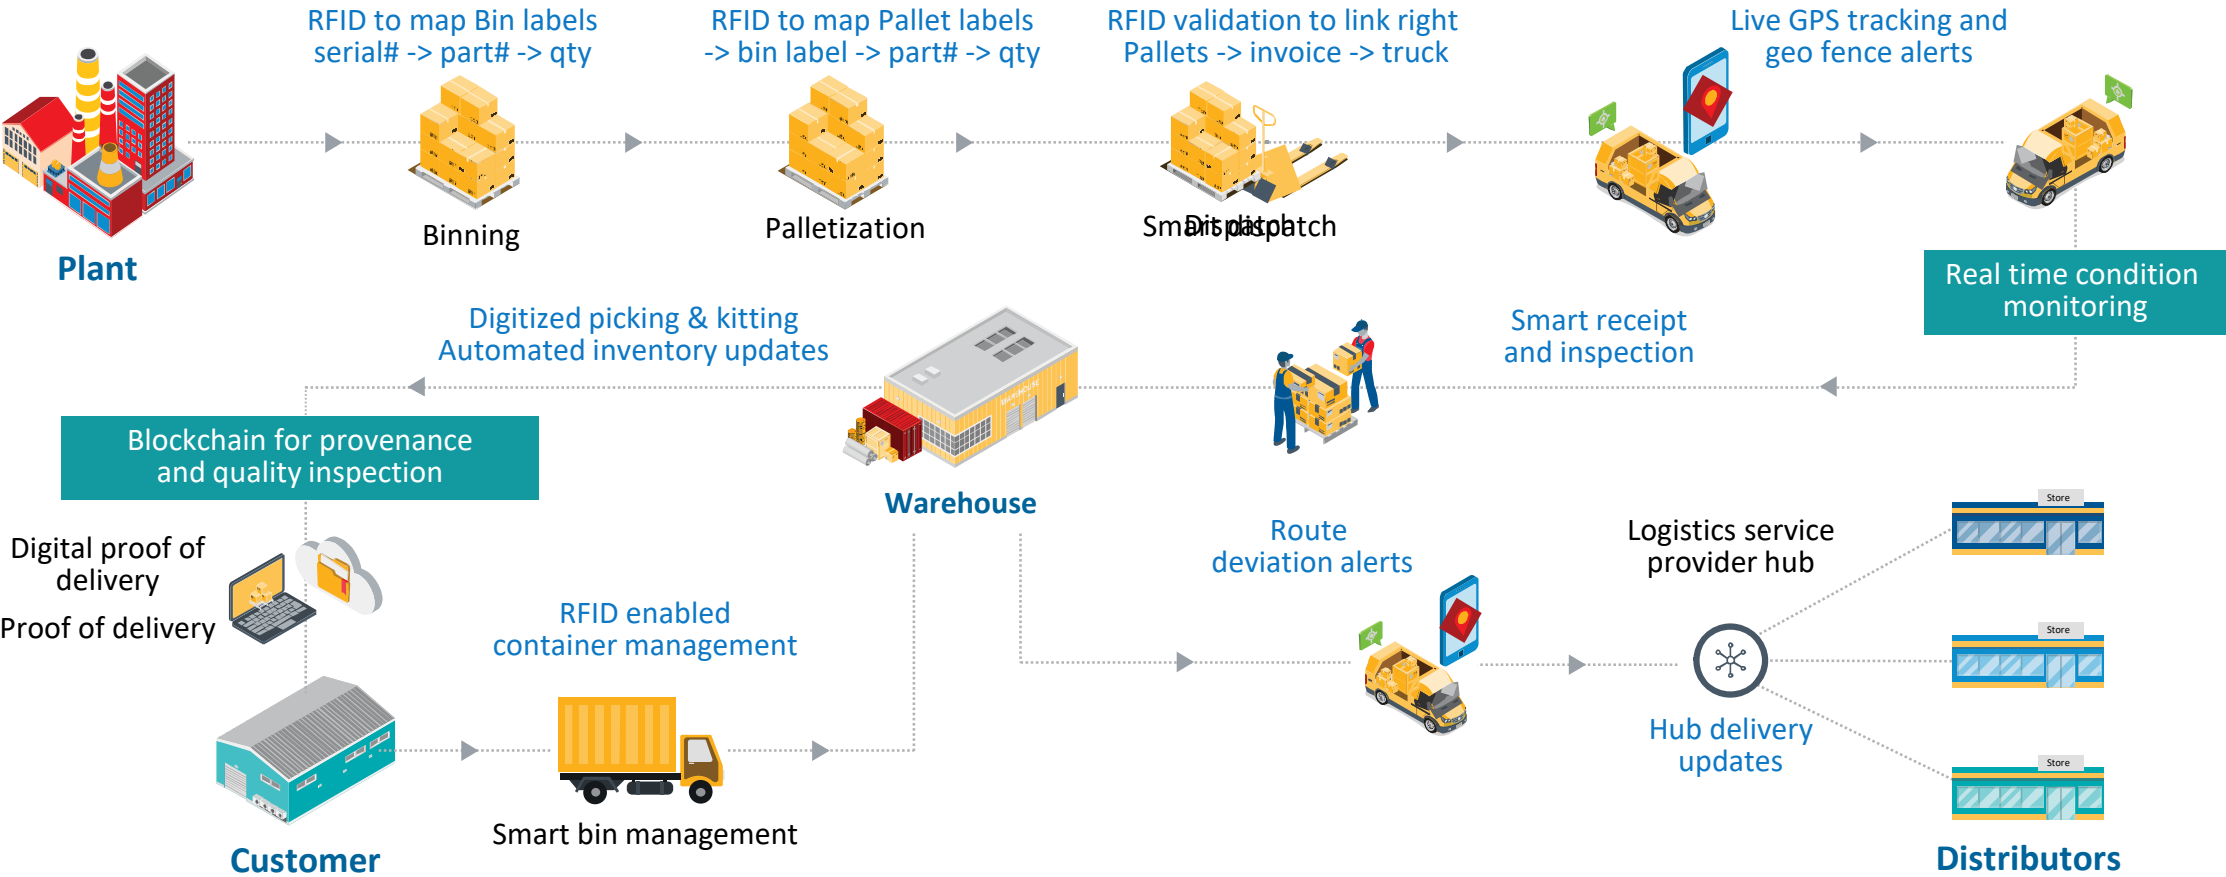 RFID to map Bin labels
serial# -> part# -> qty
RFID to map Pallet labels
-> bin label -> part# -> qty
RFID validation to link right
Pallets -> invoice -> truck
Live GPS tracking and
geo fence alerts
Binning
Palletization
Smart dispatch
Dispatch
Plant
Real time condition
monitoring
Digitized picking & kitting
Automated inventory updates
Smart receipt
and inspection
WAREHOUSE
Blockchain for provenance
and quality inspection
Warehouse
Digital proof of
delivery
Proof of delivery
RFID enabled
container management
Route
deviation alerts
Logistics service
provider hub
Store
Store
Store
Hub delivery
updates
Smart bin management
Customer
Distributors